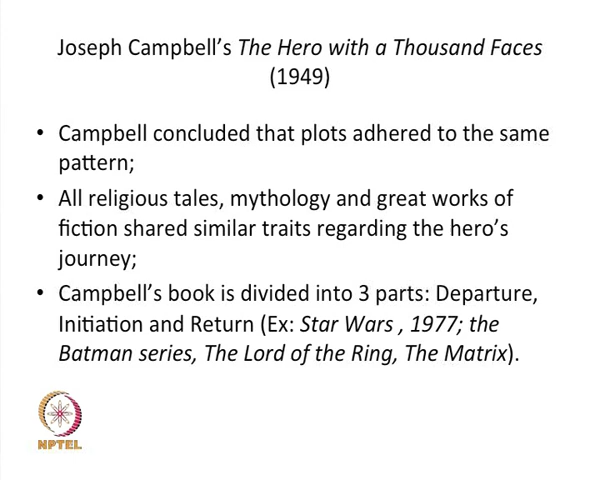 Joseph Campbell’s The Hero with a Thousand Faces
(1949)
• Campbell concluded that plots adhered to the same
pattern;
• All religious tales, mythology and great works of
fiction shared similar traits regarding the hero’s
journey;
• Campbell’s book is divided into 3 parts: Departure,
Initiation and Return (Ex: Star Wars , 1977; the
Batman series, The Lord of the Ring, The Matrix).
NPTEL